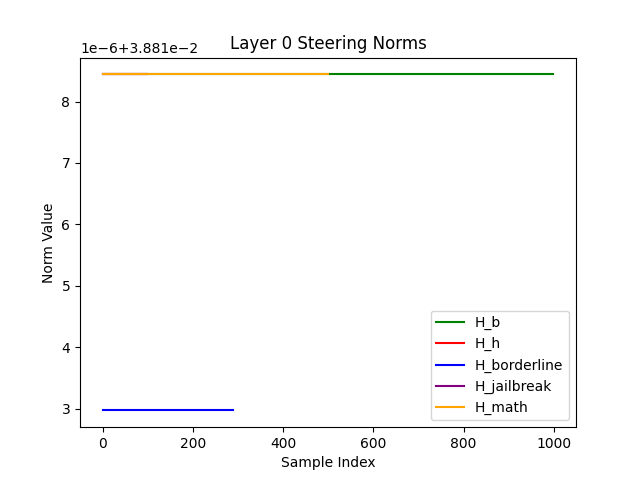 Layer 0 Steering Norms
1e−6+3.881e−2
8
7
6
5
4
3
Norm Value
0
200
400
600
800
1000
Sample Index
H_b
H_h
H_borderline
H_jailbreak
H_math